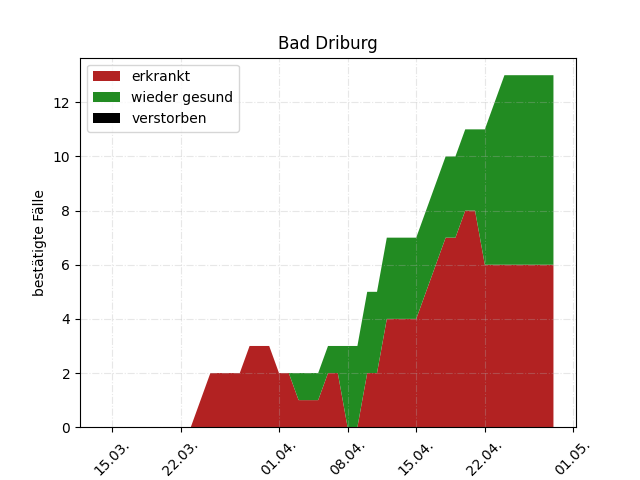 Bad Driburg
erkrankt
wieder gesund
verstorben
bestätigte Fälle
12
10
8
6
4
2
0
15.03. 22.03. 01.04. 08.04. 15.04. 22.04. 01.05.